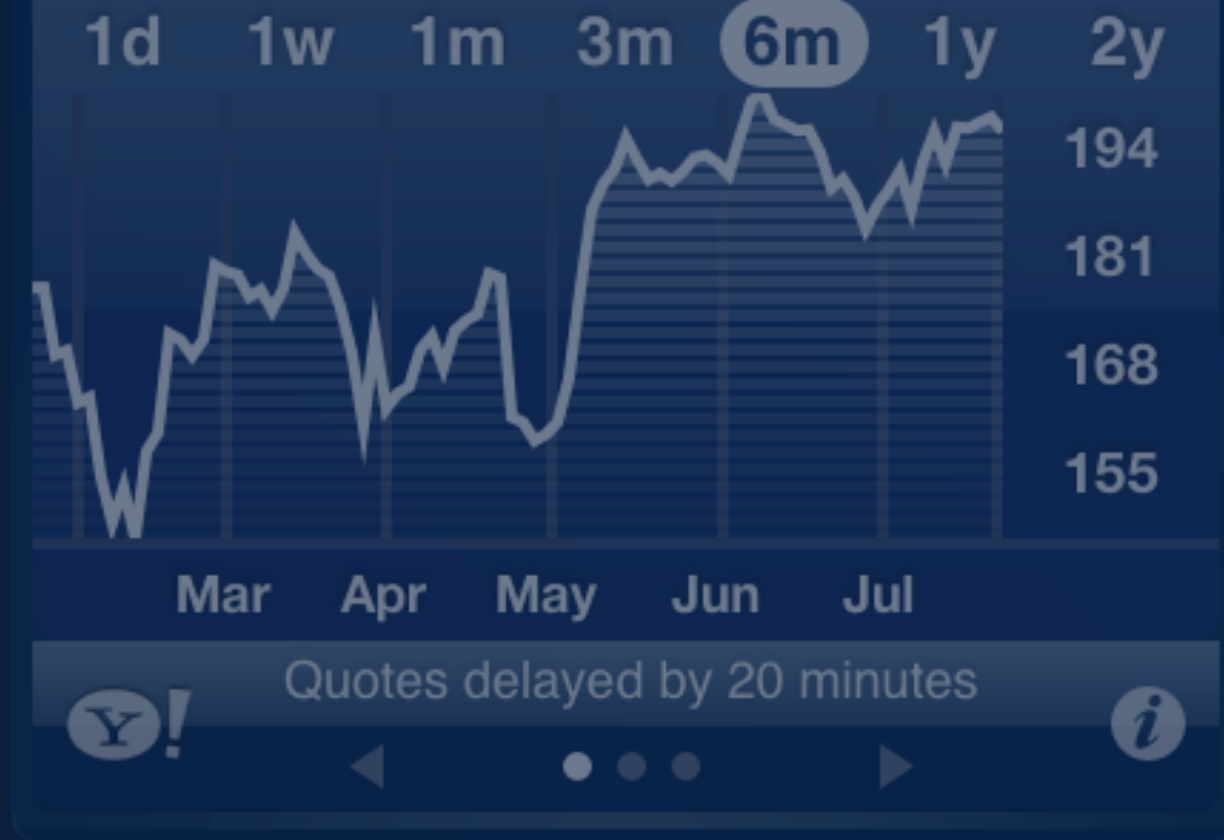 1d 1w 1m 3m 6m 1y 2y
194
181
168
155
Mar Apr May Jun Jul
Quotes delayed by 20 minutes
Y! i